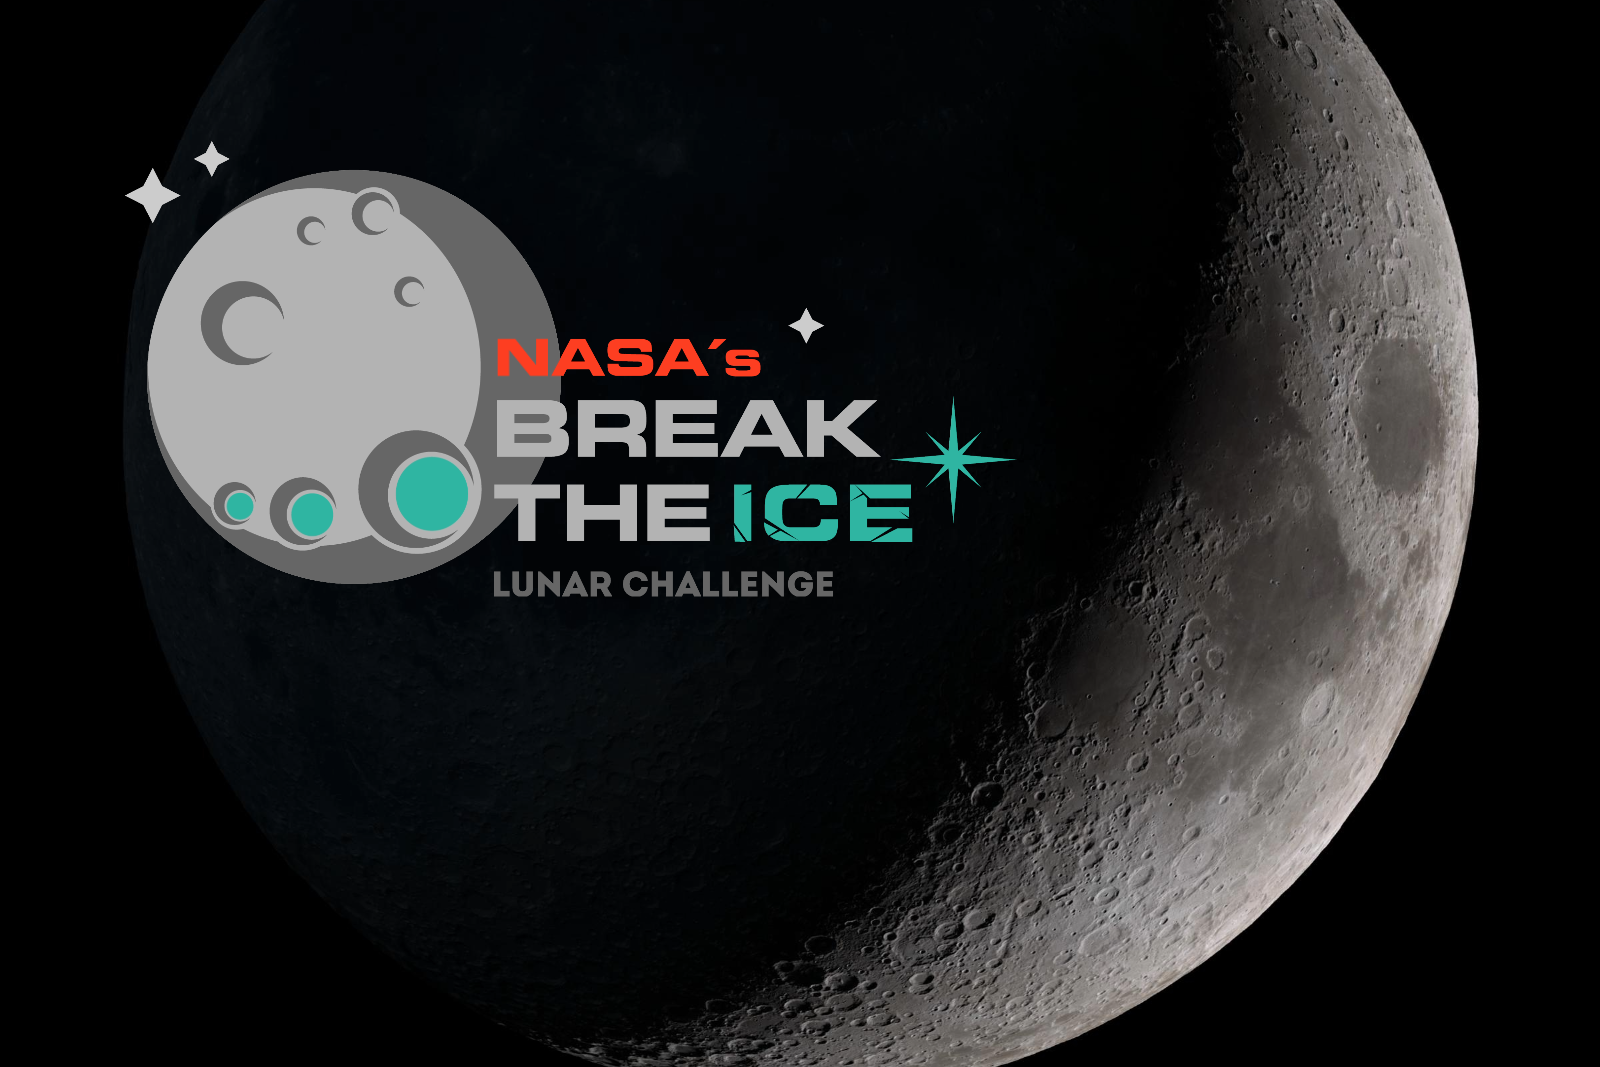 NASA´s
BREAK
THE ICE
LUNAR CHALLENGE